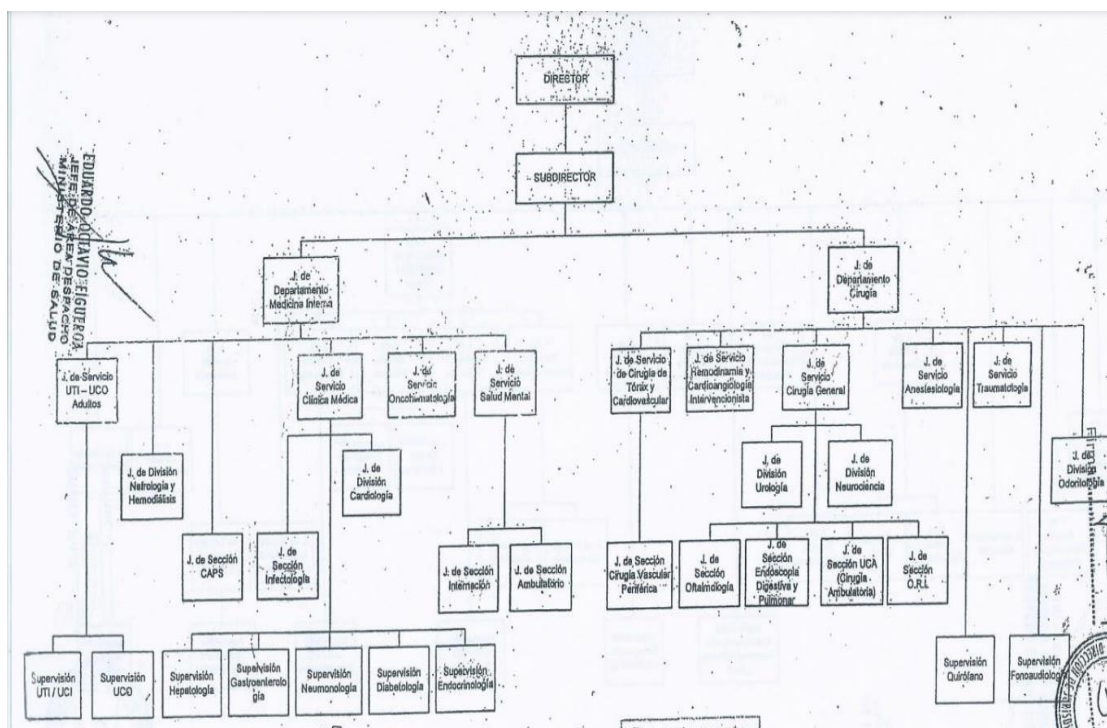 DIRECTOR
SUBDIRECTOR
EDUARDO OCTAVIO FIGUEROA
JEFE DE AREA DESPACHO
MINISTERIO DE SALUD
J. de
Departamento
Medicina Interna
J. de
Departamento
Cirugía
J. de Servicio
UTI – UCO
Adultos
J. de
Servicio
Clínica Médica
J. de
Servicio
Oncohematología
J. de
Servicio
Salud Mental
J. de Servicio
de Cirugía de
Tórax y
Cardiovascular
J. de Servicio
Hemodinamia y
Cardioangiología
Intervencionista
J. de
Servicio
Cirugía General
J. de
Servicio
Anestesiología
J. de
Servicio
Traumatología
J. de División
Nefrología y
Hemodiálisis
J. de
División
Cardiología
J. de
División
Urología
J. de
División
Neurociencia
J. de
División
J. de Sección
CAPS
J. de
Sección
Infectología
J. de Sección
Internación
J. de Sección
Ambulatorio
J. de Sección
Cirugía Vascular
Periférica
J. de
Sección
Oftalmología
J. de
Sección
Endoscopia
Digestiva y
Pulmonar
J. de
Sección UCA
(Cirugía
Ambulatoria)
J. de
Sección
O.R.L.
Supervisión
UTI / UCI
Supervisión
UCO
Supervisión
Hepatología
Supervisión
Gastroenterolo
gía
Supervisión
Neumonología
Supervisión
Diabetología
Supervisión
Endocrinología
Supervisión
Quirófano
Supervisión
Fonoaudiología